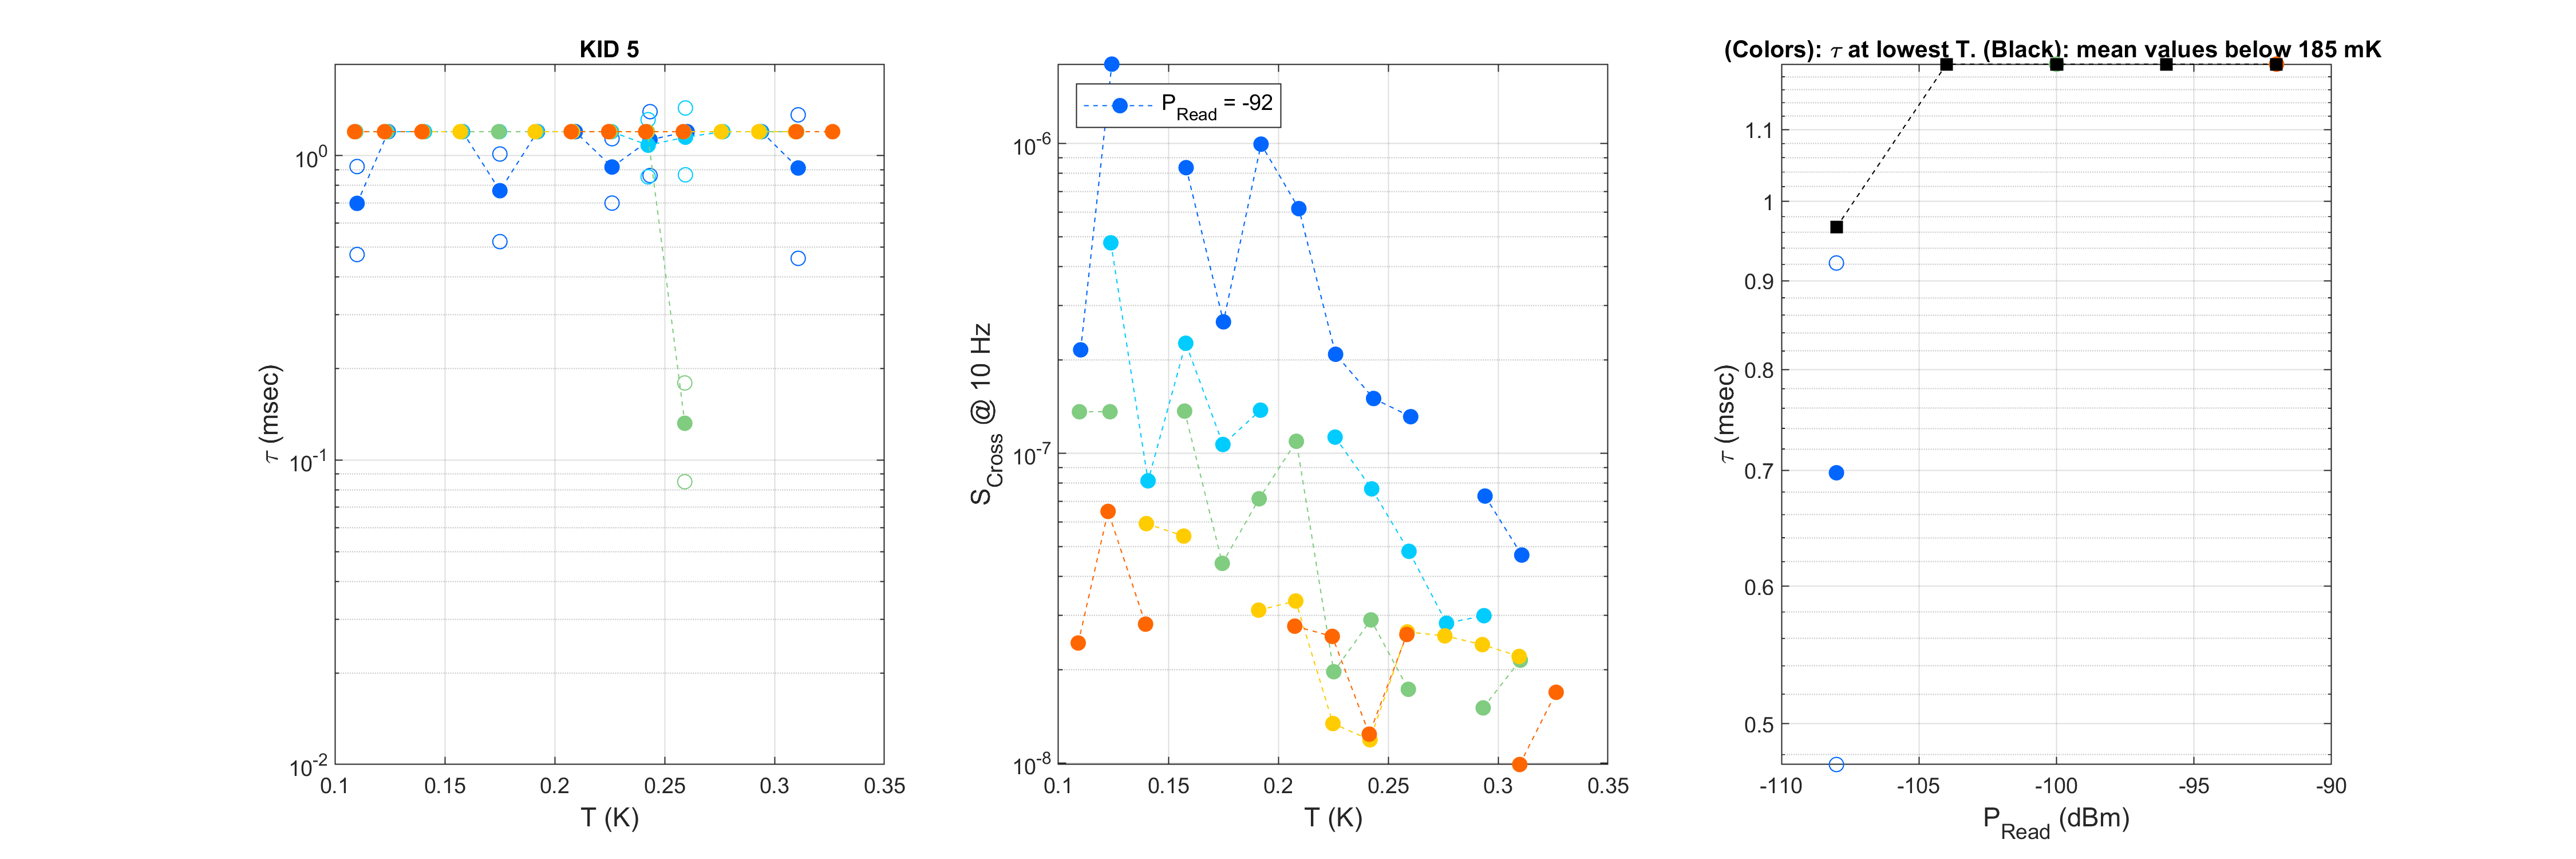 KID 5
10^0
10^-1
10^-2
τ (msec)
0.1 0.15 0.2 0.25 0.3 0.35
T (K)
P_Read = -92
10^-6
10^-7
10^-8
S_Cross @ 10 Hz
0.1 0.15 0.2 0.25 0.3 0.35
T (K)
(Colors): τ at lowest T. (Black): mean values below 185 mK
1.1
1
0.9
0.8
0.7
0.6
0.5
τ (msec)
-110 -105 -100 -95 -90
P_Read (dBm)